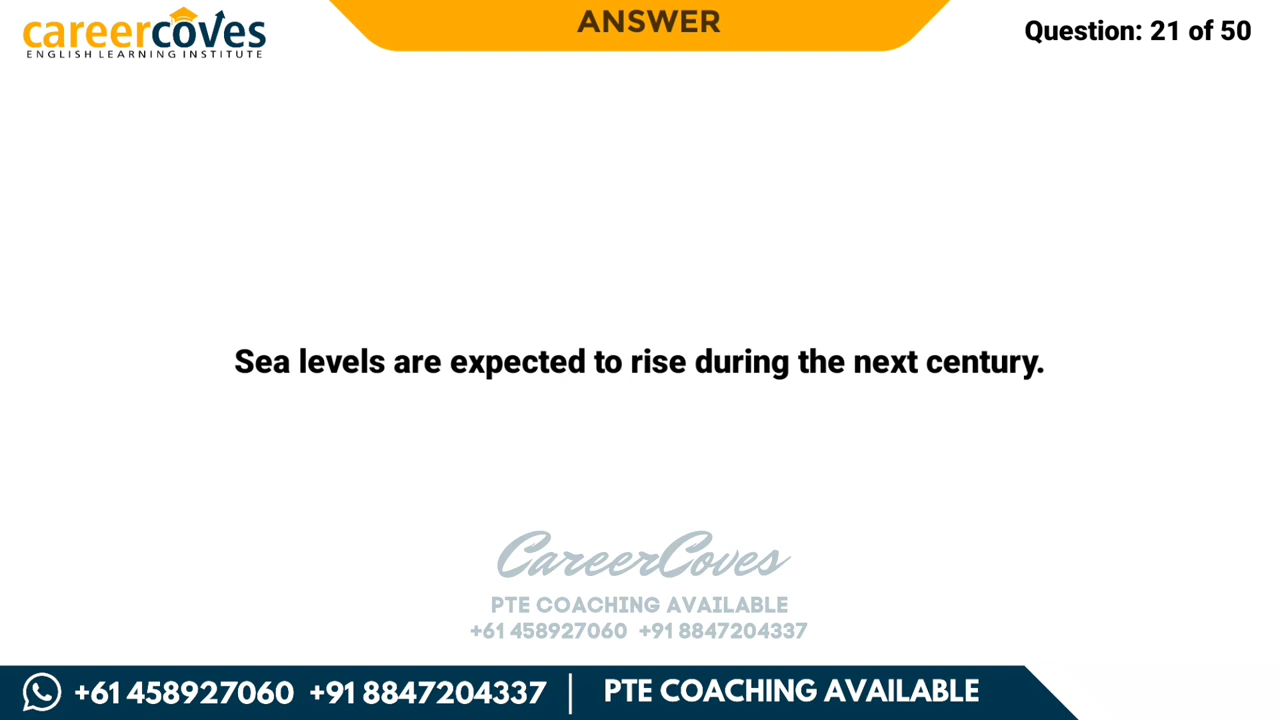 careercoves
ENGLISH LEARNING INSTITUTE
ANSWER
Question: 21 of 50
Sea levels are expected to rise during the next century.
CareerCoves
PTE COACHING AVAILABLE
+61 458927060 +91 8847204337
+61 458927060 +91 8847204337 | PTE COACHING AVAILABLE